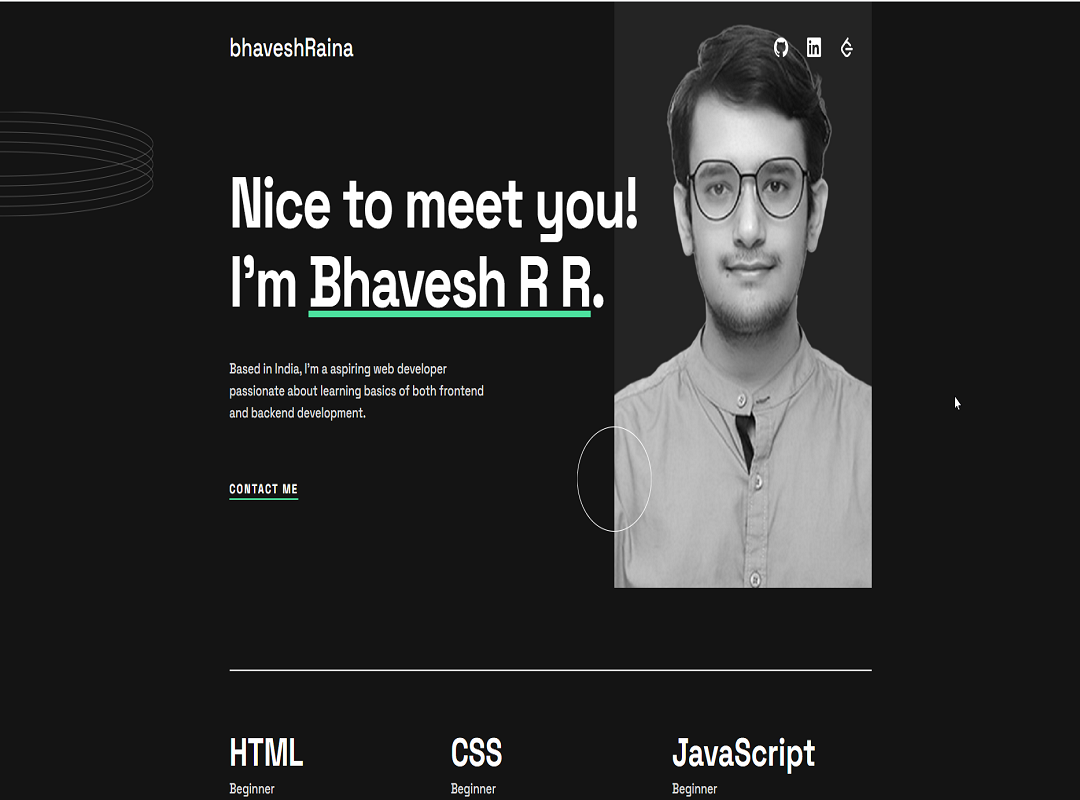 bhaveshRaina
Nice to meet you!
I'm Bhavesh R R.
Based in India, I'm a aspiring web developer
passionate about learning basics of both frontend
and backend development.
CONTACT ME
HTML
Beginner
CSS
Beginner
JavaScript
Beginner